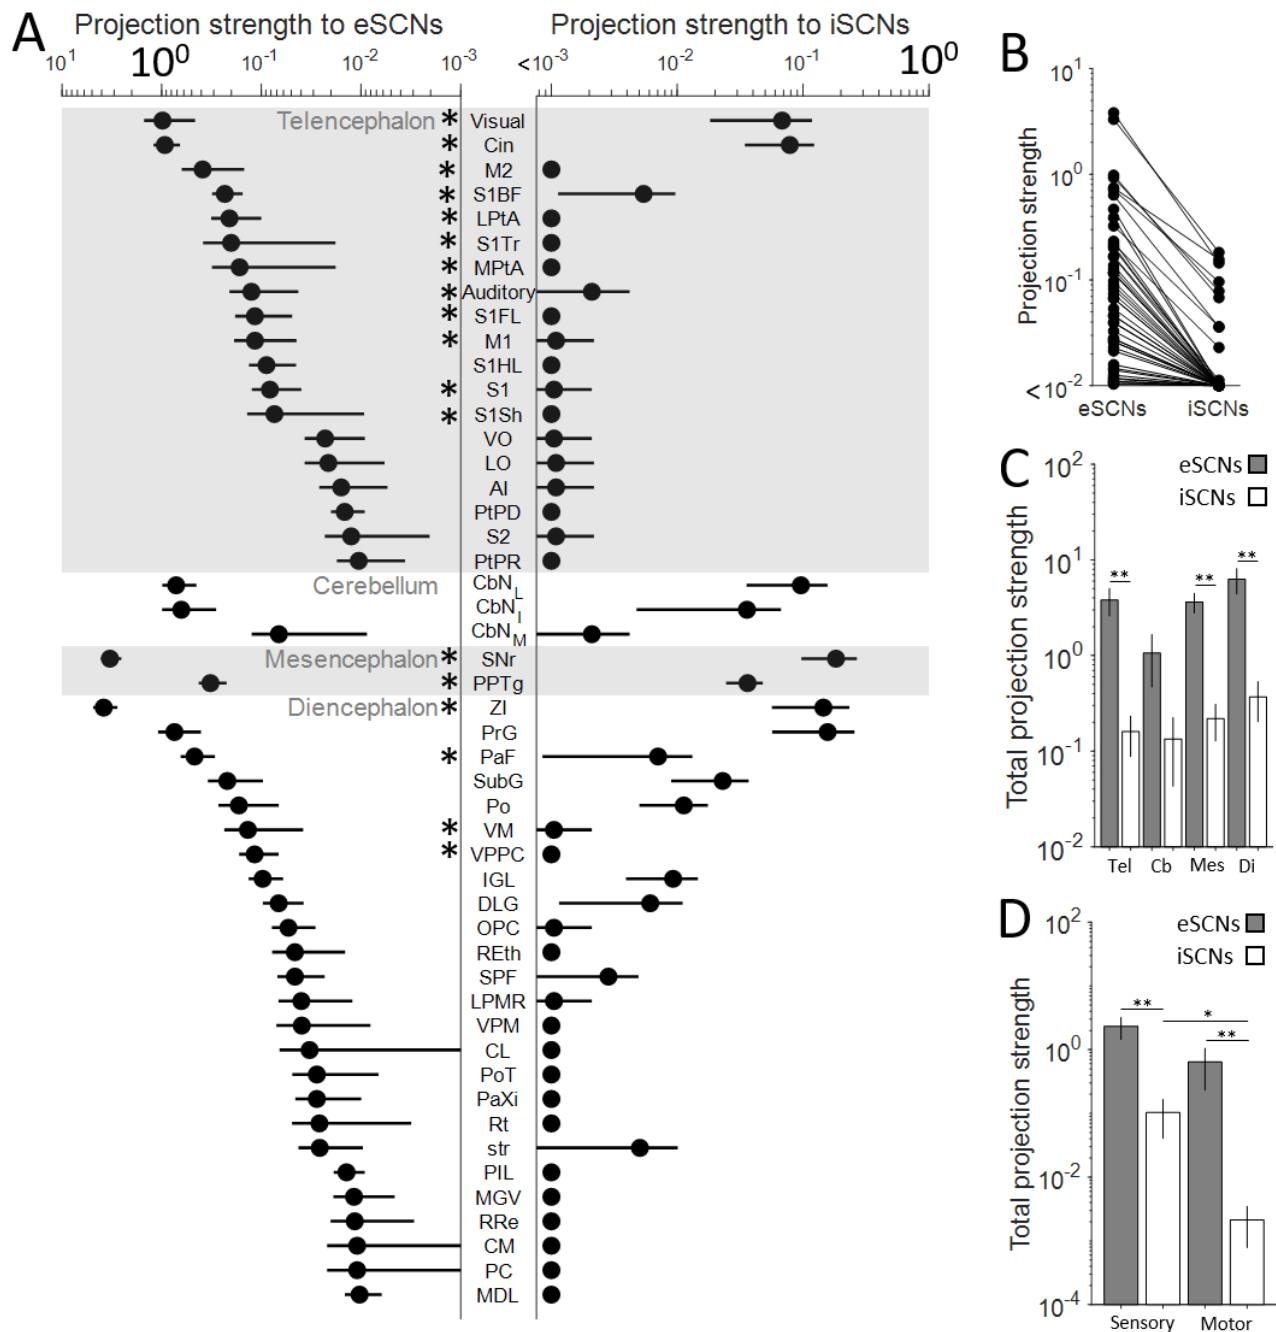 A
Projection strength to eSCNs
Projection strength to iSCNs
10^1 10^0 10^-1 10^-2 10^-3
<10^-3 10^-2 10^-1 10^0
Telencephalon * Visual
* Cin
* M2
* S1BF
* LPtA
* S1Tr
* MPtA
* Auditory
* S1FL
* M1
S1HL
* S1
* S1Sh
VO
LO
AI
PtPD
S2
PtPR
Cerebellum CbN_L
CbN_I
CbN_M
Mesencephalon * SNr
* PPTg
Diencephalon * ZI
PrG
* PaF
SubG
Po
* VM
* VPPC
IGL
DLG
OPC
REth
SPF
LPMR
VPM
CL
PoT
PaXi
Rt
str
PIL
MGV
RRe
CM
PC
MDL
B
Projection strength
10^1
10^0
10^-1
<10^-2
eSCNs iSCNs
C
eSCNs
iSCNs
Total projection strength
10^2
10^1
10^0
10^-1
10^-2
** ** **
Tel Cb Mes Di
D
eSCNs
iSCNs
Total projection strength
10^2
10^0
10^-2
10^-4
** * **
Sensory Motor